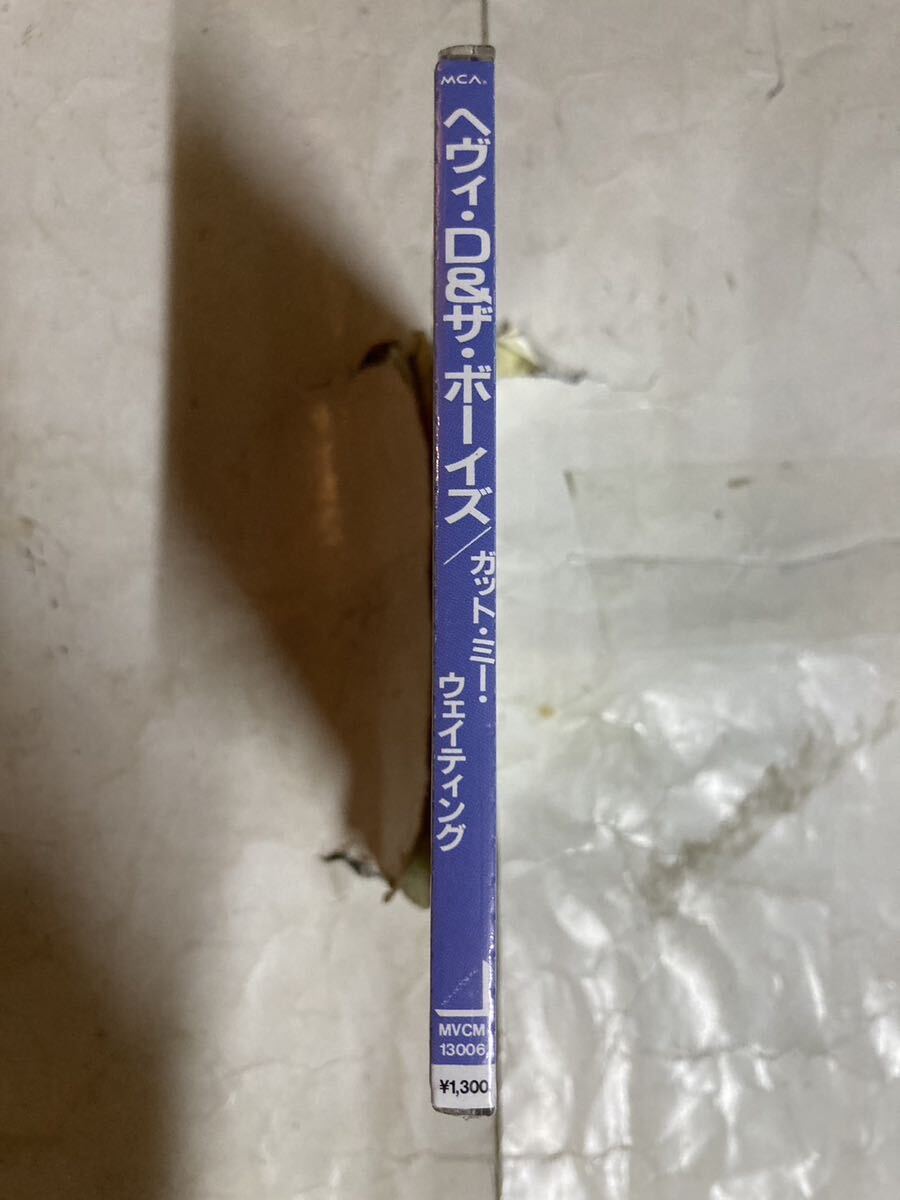 MCA
ヘヴィ・D&ザ・ボーイズ／ガット・ミー・
ウェイティング
MVCM-
13006
¥1,300